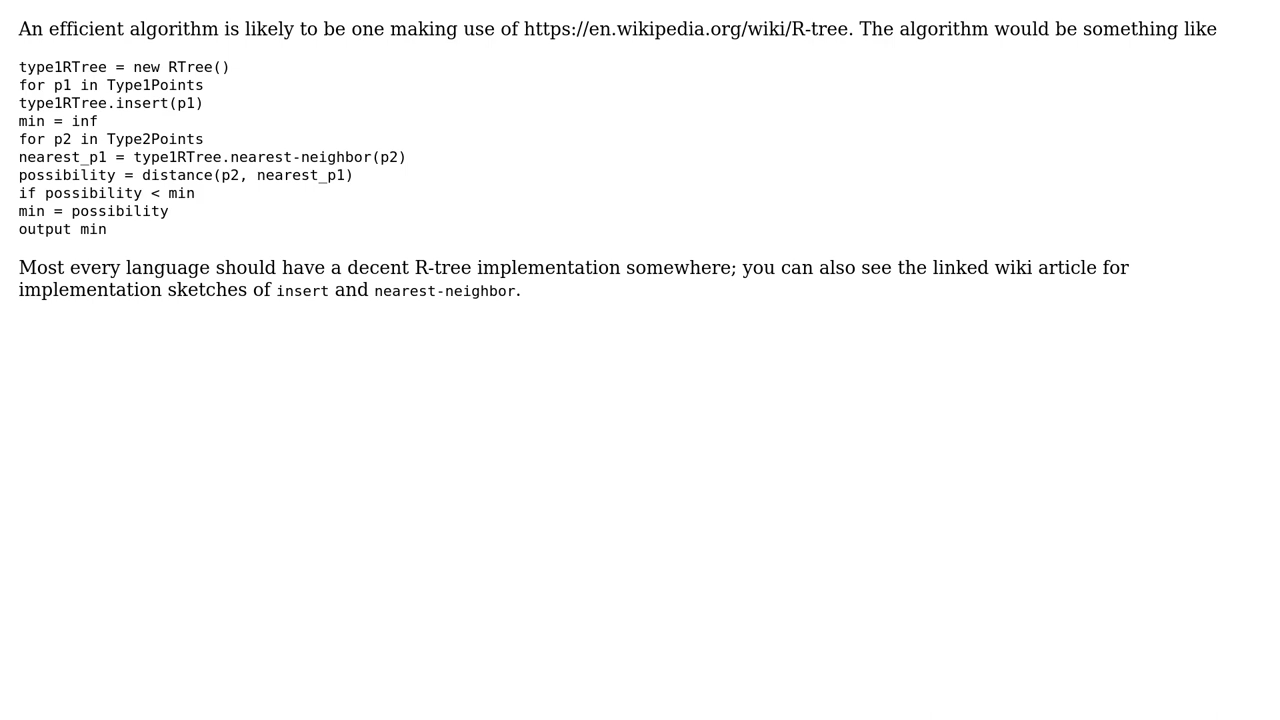 An efficient algorithm is likely to be one making use of https://en.wikipedia.org/wiki/R-tree. The algorithm would be something like
type1RTree = new RTree()
for p1 in Type1Points
type1RTree.insert(p1)
min = inf
for p2 in Type2Points
nearest_p1 = type1RTree.nearest-neighbor(p2)
possibility = distance(p2, nearest_p1)
if possibility < min
min = possibility
output min
Most every language should have a decent R-tree implementation somewhere; you can also see the linked wiki article for
implementation sketches of insert and nearest-neighbor.